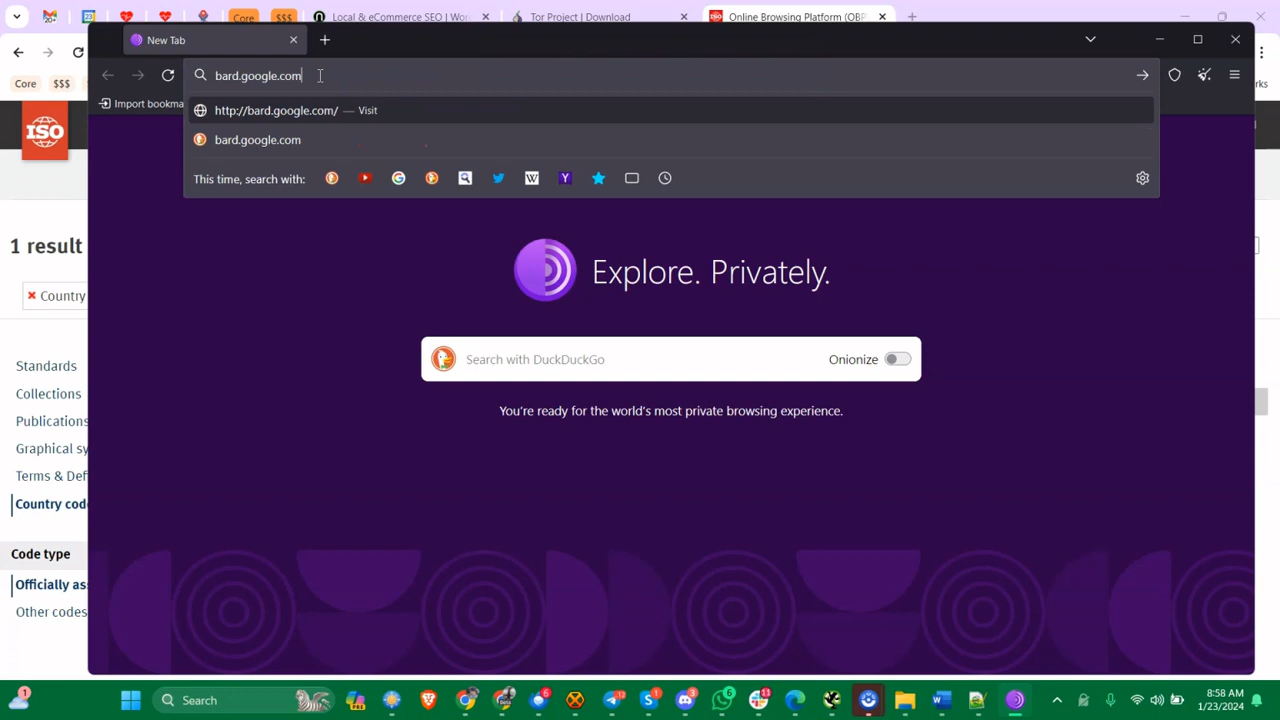 Core
$$$
Local & eCommerce SEO | Wo
Tor Project | Download
Online Browsing Platform (OBP
New Tab
bard.google.com
Core
$$$
Import bookma
http://bard.google.com/ — Visit
bard.google.com
This time, search with:
ISO
1 result
Country
Explore. Privately.
Search with DuckDuckGo
Onionize
You're ready for the world's most private browsing experience.
Standards
Collections
Publications
Graphical sy
Terms & Def
Country cod
Code type
Officially as
Other codes
Search
8:58 AM
1/23/2024